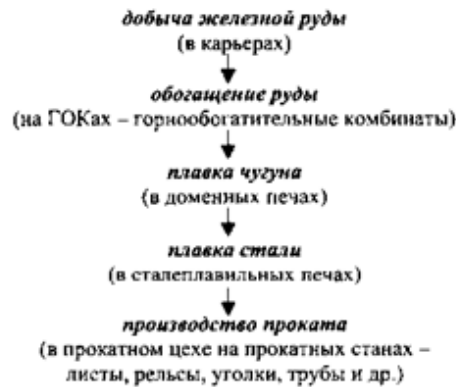 добыча железной руды
(в карьерах)
обогащение руды
(на ГОКах – горнообогатительные комбинаты)
плавка чугуна
(в доменных печах)
плавка стали
(в сталеплавильных печах)
производство проката
(в прокатном цехе на прокатных станах –
листы, рельсы, уголки, трубы и др.)